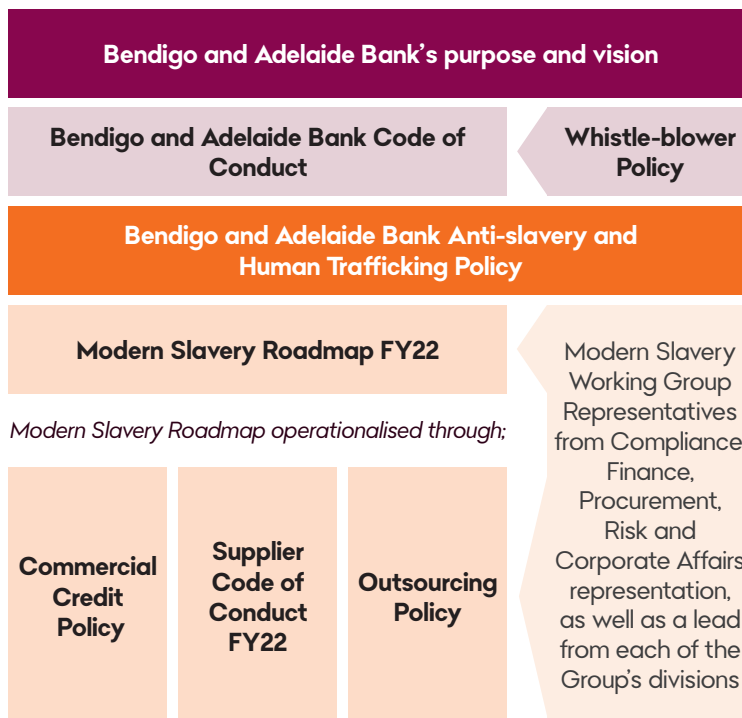 Bendigo and Adelaide Bank's purpose and vision
Bendigo and Adelaide Bank Code of
Conduct
Whistle-blower
Policy
Bendigo and Adelaide Bank Anti-slavery and
Human Trafficking Policy
Modern Slavery Roadmap FY22
Modern Slavery Roadmap operationalised through;
Commercial
Credit
Policy
Supplier
Code of
Conduct
FY22
Outsourcing
Policy
Modern Slavery
Working Group
Representatives
from Compliance
Finance,
Procurement,
Risk and
Corporate Affairs
representation,
as well as a lead
from each of the
Group's divisions